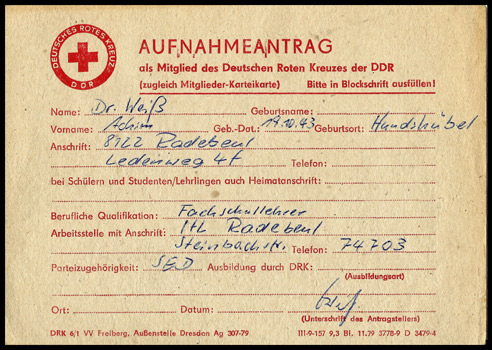 DEUTSCHES ROTES KREUZ
DDR
AUFNAHMEANTRAG
als Mitglied des Deutschen Roten Kreuzes der DDR
(zugleich Mitglieder-Karteikarte) Bitte in Blockschrift ausfüllen!
Name: Dr. Weiß Geburtsname:
Vorname: Achim Geb.-Dat.: 19.10.43 Geburtsort: Hundshübel
Anschrift: 8122 Radebeul
Ledenweg 4f Telefon:
bei Schülern und Studenten/Lehrlingen auch Heimatanschrift:
Berufliche Qualifikation: Fachschullehrer
Arbeitsstelle mit Anschrift: Radebeul
Steinbachstr. Telefon: 74703
Parteizugehörigkeit: SED Ausbildung durch DRK:
(Ausbildungsort)
Ort: Datum:
(Unterschrift des Antragstellers)
DRK 6/1 VV Freiberg, Außenstelle Dresden Ag 307-79 III-9-157 9,3 Bl. 11.79 3778-9 D 3479-4